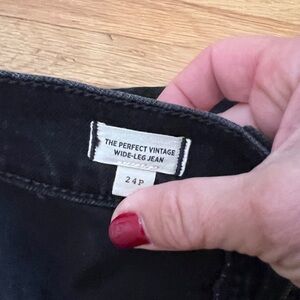 THE PERFECT VINTAGE
WIDE-LEG JEAN
24P